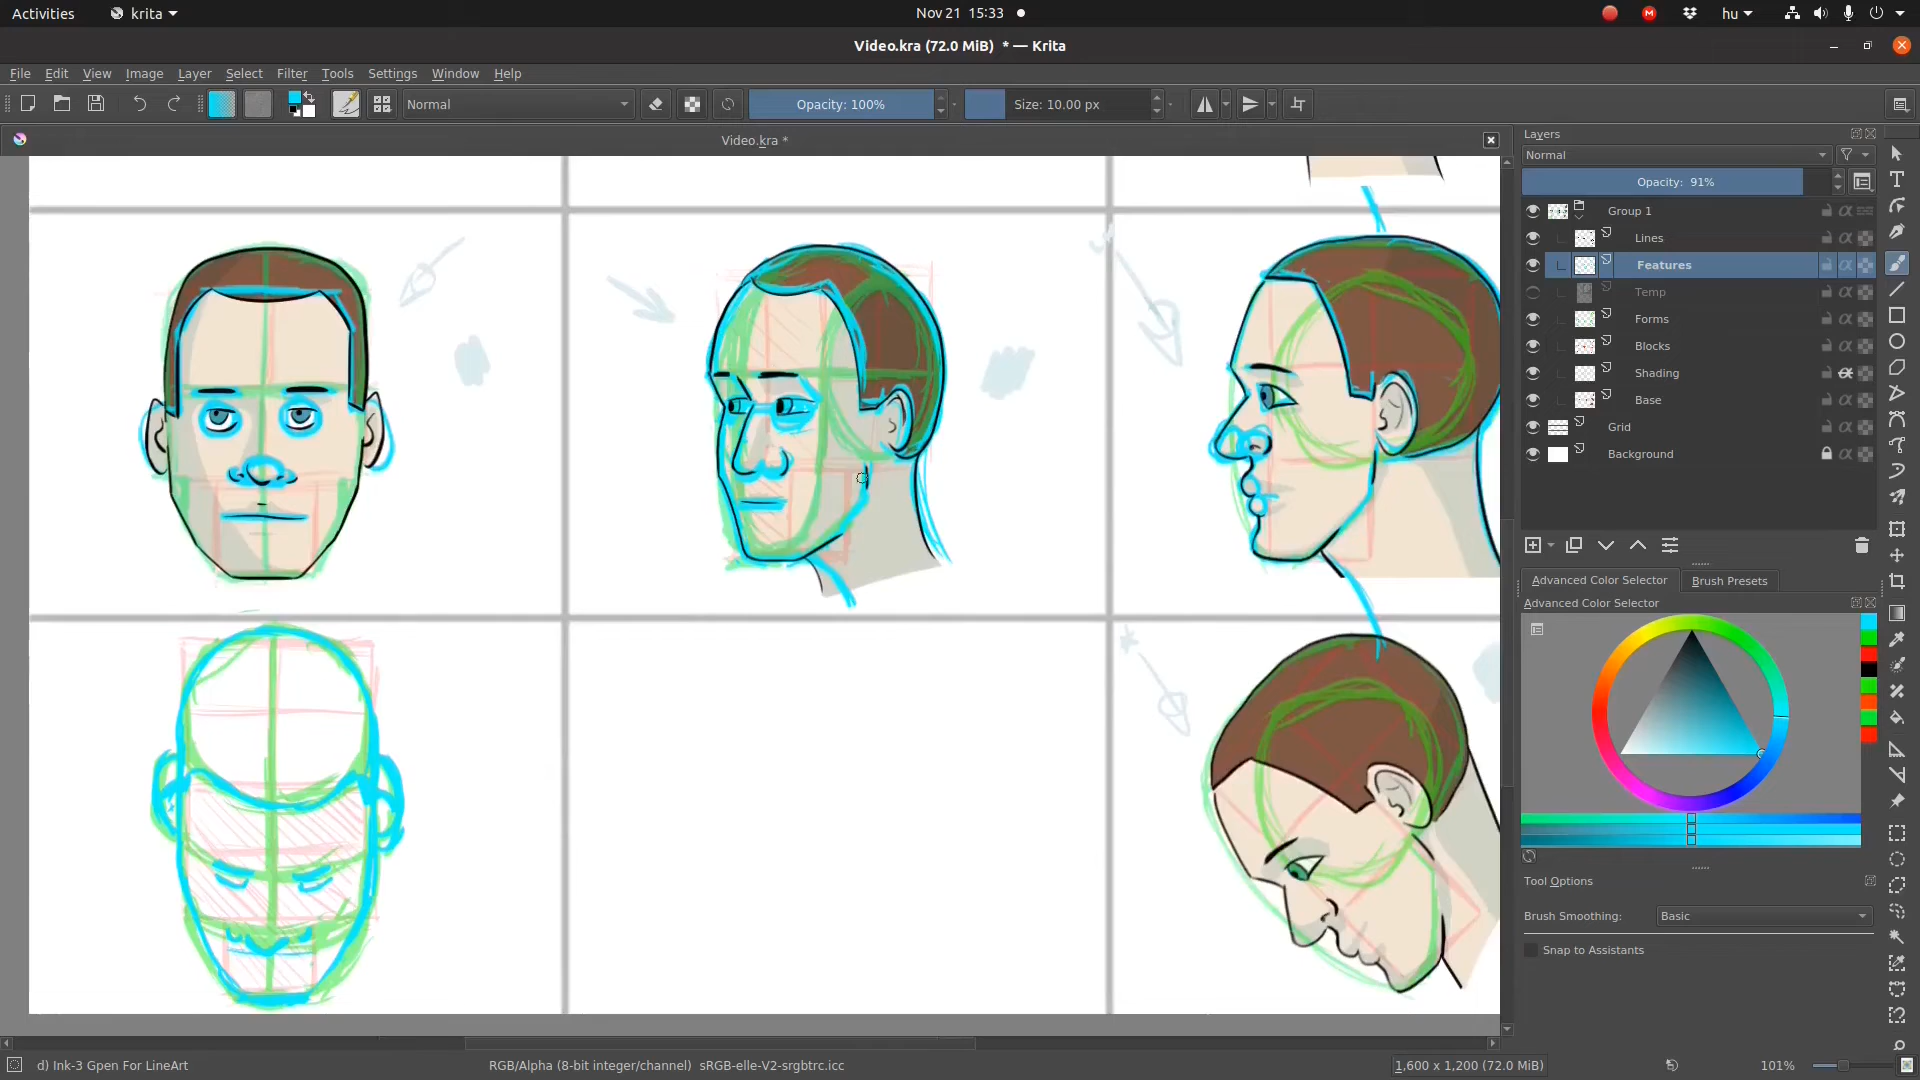 Activities krita Nov 21 15:33 hu
Video.kra (72.0 MiB) * — Krita
File Edit View Image Layer Select Filter Tools Settings Window Help
Normal Opacity: 100% Size: 10.00 px
Video.kra *
Layers
Normal
Opacity: 91%
Group 1
Lines
Features
Temp
Forms
Blocks
Shading
Base
Grid
Background
Advanced Color Selector Brush Presets
Advanced Color Selector
Tool Options
Brush Smoothing: Basic
Snap to Assistants
d) Ink-3 Gpen For LineArt RGB/Alpha (8-bit integer/channel) sRGB-elle-V2-srgbtrc.icc 1,600 x 1,200 (72.0 MiB) 101%